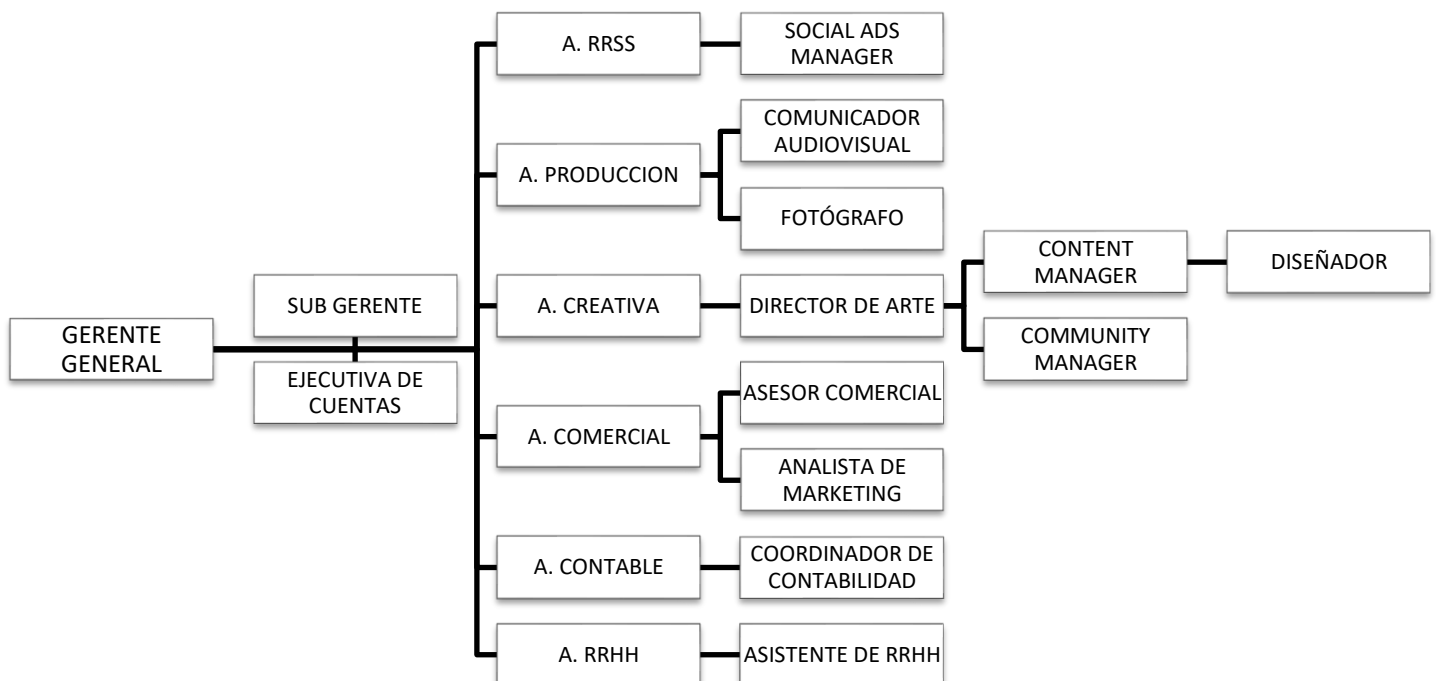 GERENTE
GENERAL
SUB GERENTE
EJECUTIVA DE
CUENTAS
A. RRSS
SOCIAL ADS
MANAGER
A. PRODUCCION
COMUNICADOR
AUDIOVISUAL
FOTÓGRAFO
A. CREATIVA
DIRECTOR DE ARTE
CONTENT
MANAGER
DISEÑADOR
COMMUNITY
MANAGER
A. COMERCIAL
ASESOR COMERCIAL
ANALISTA DE
MARKETING
A. CONTABLE
COORDINADOR DE
CONTABILIDAD
A. RRHH
ASISTENTE DE RRHH